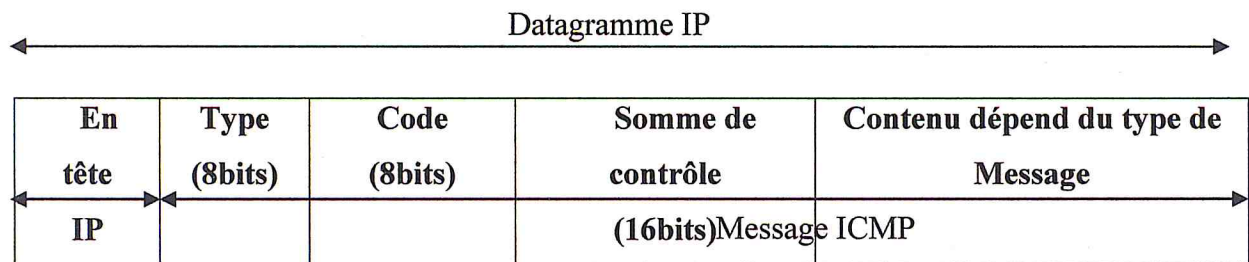 Datagramme IP
En Type Code Somme de Contenu dépend du type de
tête (8bits) (8bits) contrôle Message
IP (16bits)Message ICMP